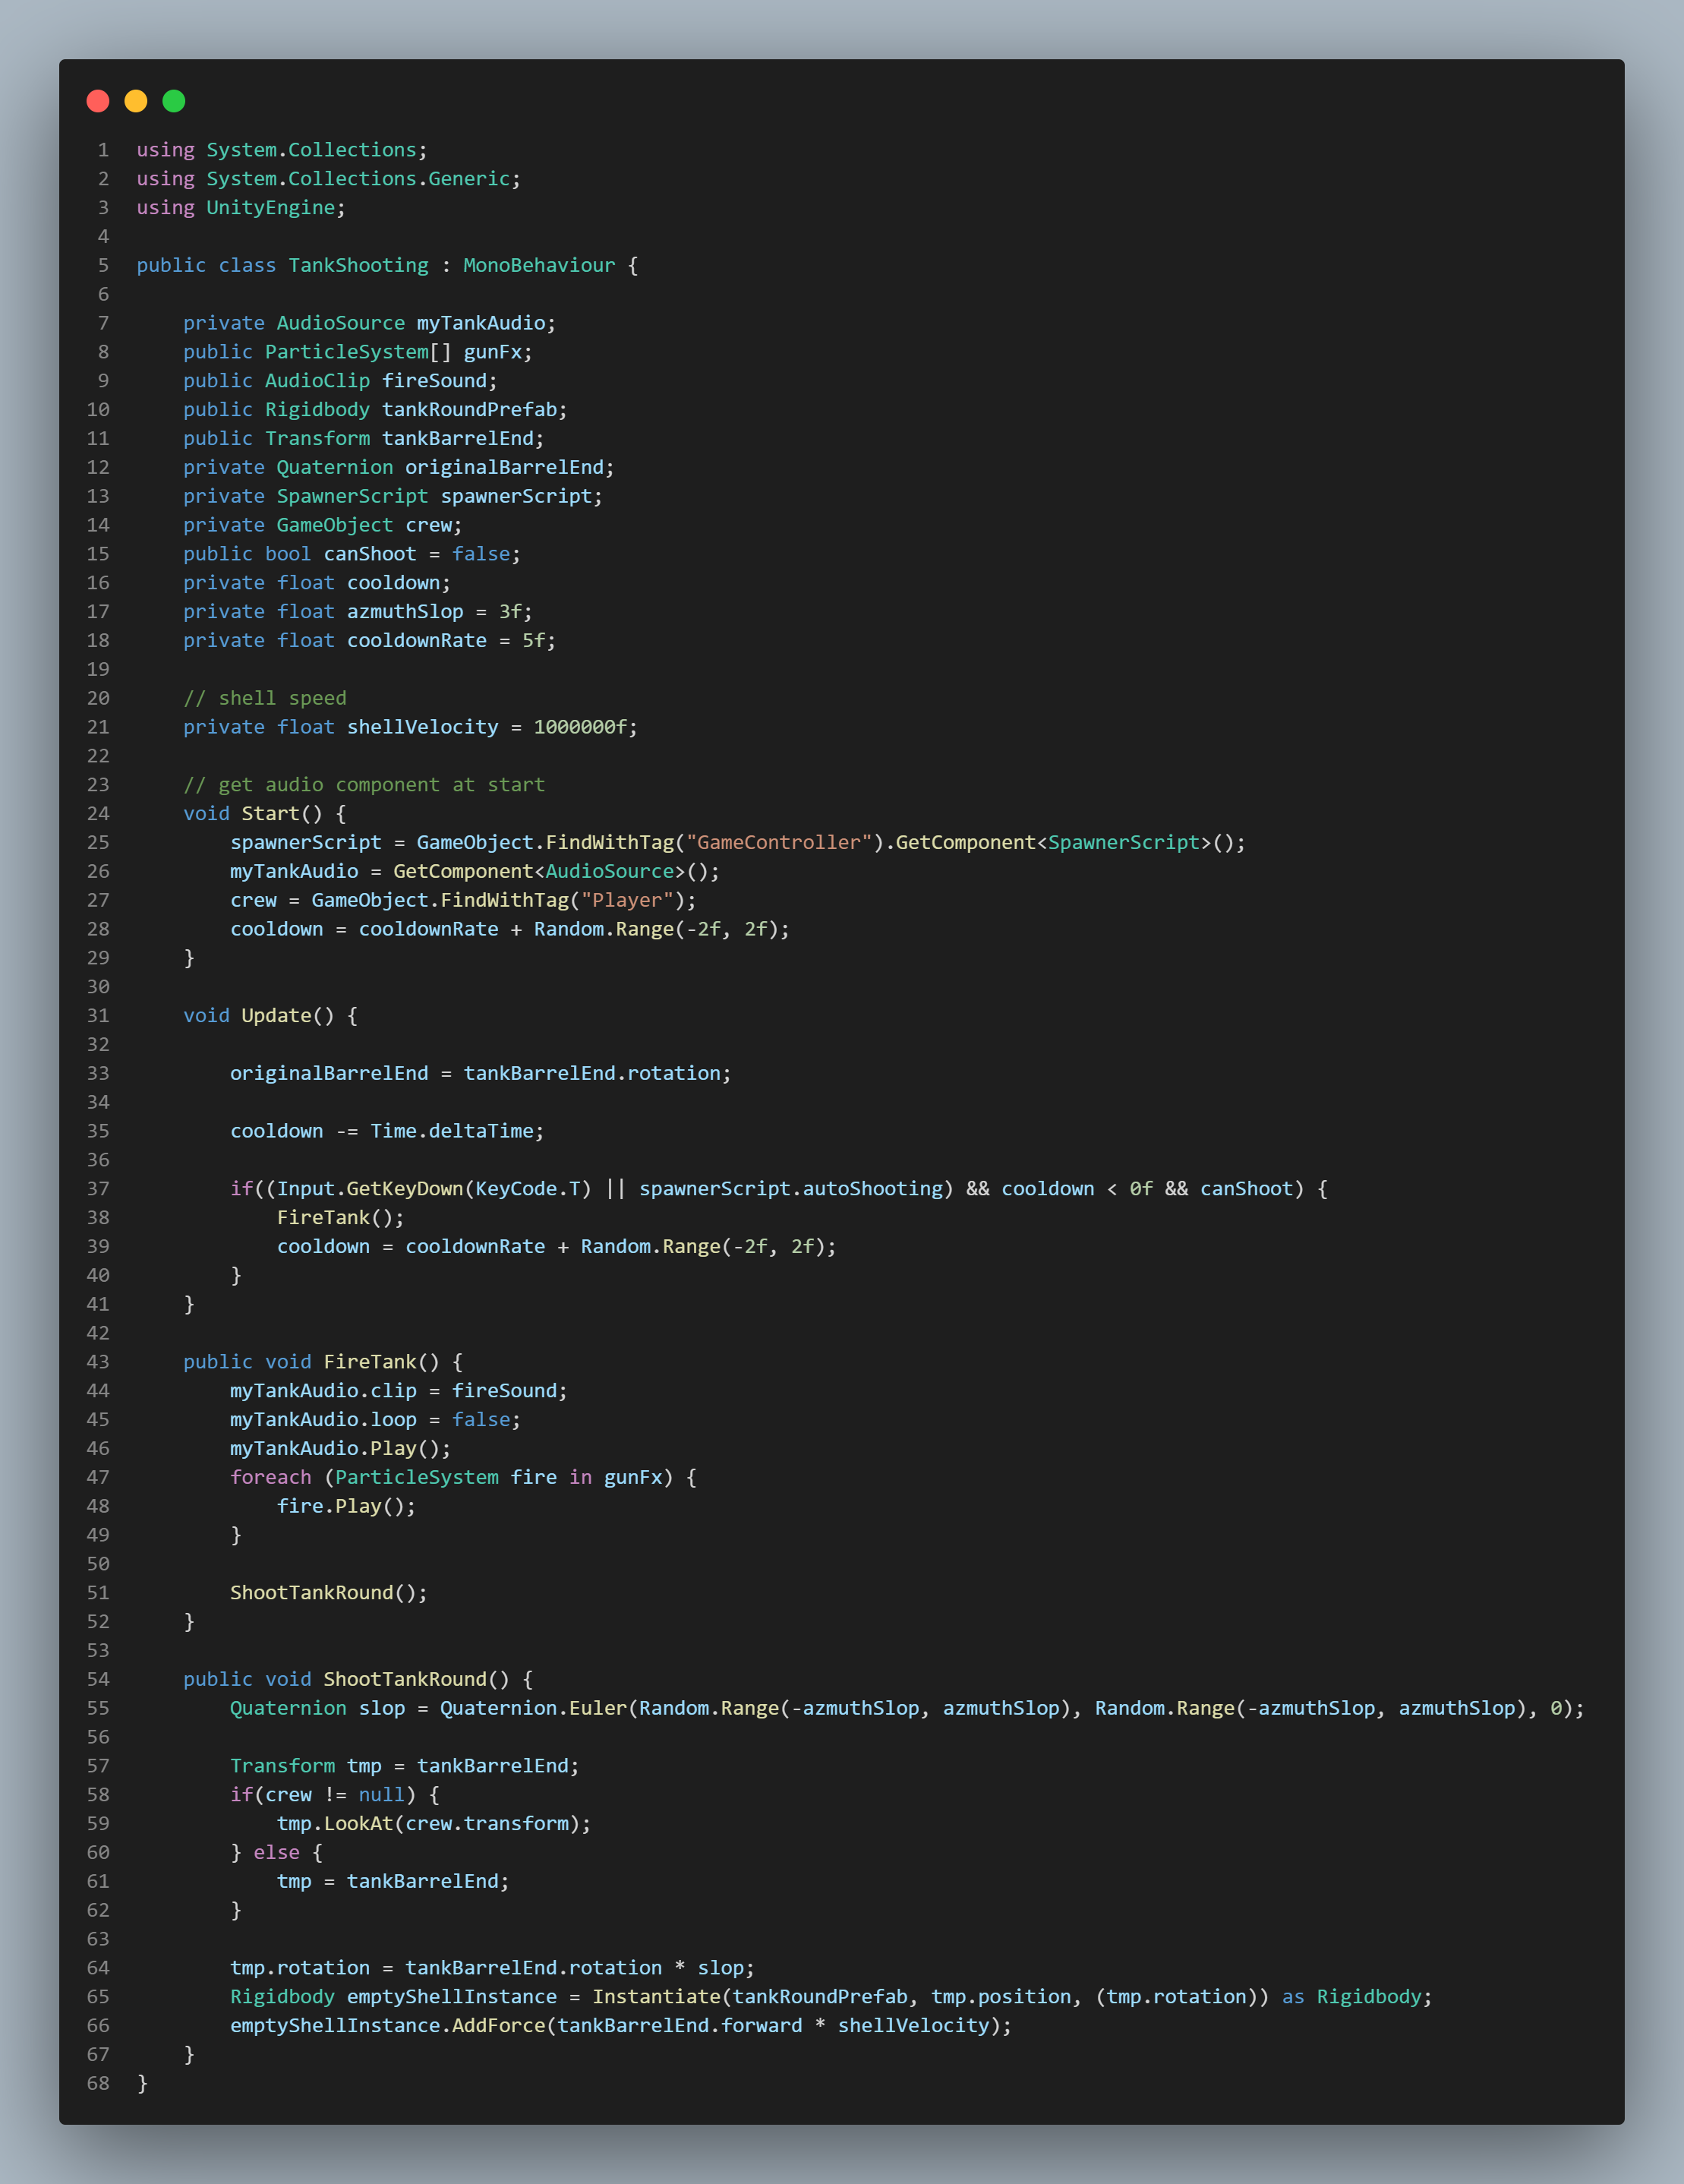 1 using System.Collections;
2 using System.Collections.Generic;
3 using UnityEngine;
4
5 public class TankShooting : MonoBehaviour {
6
7     private AudioSource myTankAudio;
8     public ParticleSystem[] gunFx;
9     public AudioClip fireSound;
10     public Rigidbody tankRoundPrefab;
11     public Transform tankBarrelEnd;
12     private Quaternion originalBarrelEnd;
13     private SpawnerScript spawnerScript;
14     private GameObject crew;
15     public bool canShoot = false;
16     private float cooldown;
17     private float azmuthSlop = 3f;
18     private float cooldownRate = 5f;
19
20     // shell speed
21     private float shellVelocity = 1000000f;
22
23     // get audio component at start
24     void Start() {
25         spawnerScript = GameObject.FindWithTag("GameController").GetComponent<SpawnerScript>();
26         myTankAudio = GetComponent<AudioSource>();
27         crew = GameObject.FindWithTag("Player");
28         cooldown = cooldownRate + Random.Range(-2f, 2f);
29     }
30
31     void Update() {
32
33         originalBarrelEnd = tankBarrelEnd.rotation;
34
35         cooldown -= Time.deltaTime;
36
37         if((Input.GetKeyDown(KeyCode.T) || spawnerScript.autoShooting) && cooldown < 0f && canShoot) {
38             FireTank();
39             cooldown = cooldownRate + Random.Range(-2f, 2f);
40         }
41     }
42
43     public void FireTank() {
44         myTankAudio.clip = fireSound;
45         myTankAudio.loop = false;
46         myTankAudio.Play();
47         foreach (ParticleSystem fire in gunFx) {
48             fire.Play();
49         }
50
51         ShootTankRound();
52     }
53
54     public void ShootTankRound() {
55         Quaternion slop = Quaternion.Euler(Random.Range(-azmuthSlop, azmuthSlop), Random.Range(-azmuthSlop, azmuthSlop), 0);
56
57         Transform tmp = tankBarrelEnd;
58         if(crew != null) {
59             tmp.LookAt(crew.transform);
60         } else {
61             tmp = tankBarrelEnd;
62         }
63
64         tmp.rotation = tankBarrelEnd.rotation * slop;
65         Rigidbody emptyShellInstance = Instantiate(tankRoundPrefab, tmp.position, (tmp.rotation)) as Rigidbody;
66         emptyShellInstance.AddForce(tankBarrelEnd.forward * shellVelocity);
67     }
68 }